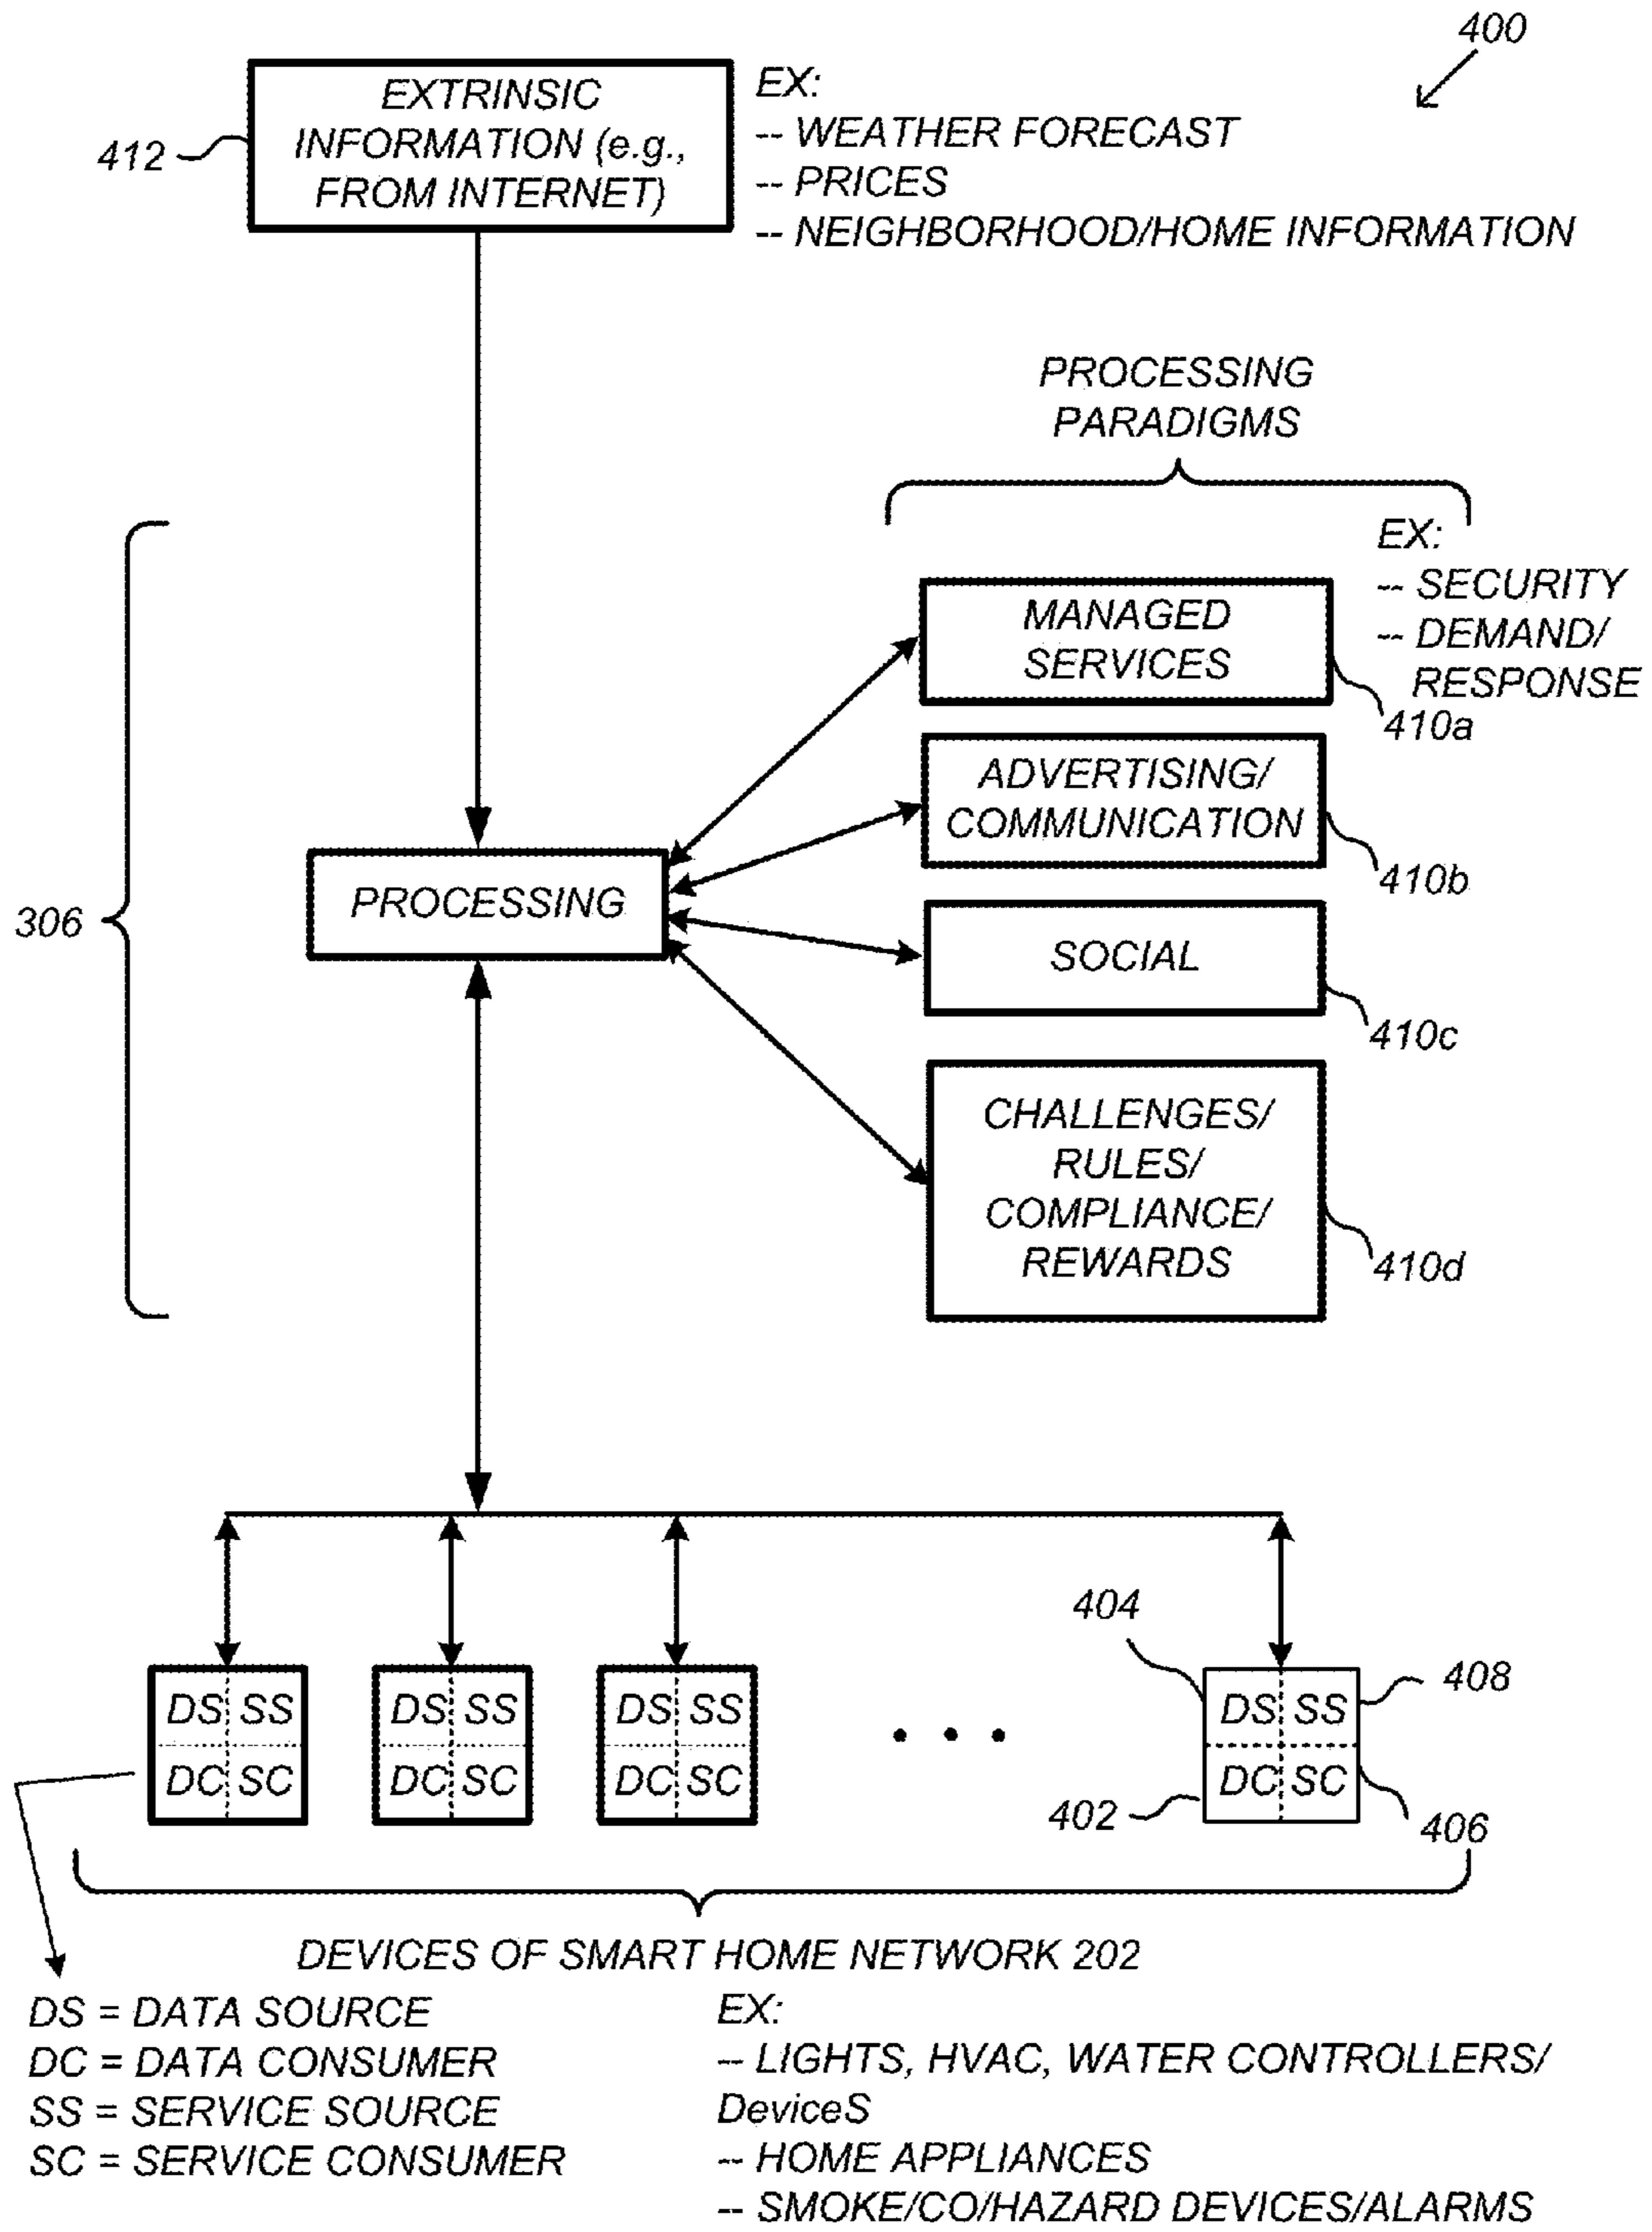 400
EXTRINSIC
INFORMATION (e.g.,
FROM INTERNET)
412
EX:
-- WEATHER FORECAST
-- PRICES
-- NEIGHBORHOOD/HOME INFORMATION
PROCESSING
PARADIGMS
EX:
-- SECURITY
-- DEMAND/
RESPONSE
MANAGED
SERVICES
410a
ADVERTISING/
COMMUNICATION
410b
306
PROCESSING
SOCIAL
410c
CHALLENGES/
RULES/
COMPLIANCE/
REWARDS
410d
404
408
DS SS
DC SC
DS SS
DC SC
DS SS
DC SC
. . .
DS SS
DC SC
402
406
DEVICES OF SMART HOME NETWORK 202
DS = DATA SOURCE
DC = DATA CONSUMER
SS = SERVICE SOURCE
SC = SERVICE CONSUMER
EX:
-- LIGHTS, HVAC, WATER CONTROLLERS/
DeviceS
-- HOME APPLIANCES
-- SMOKE/CO/HAZARD DEVICES/ALARMS